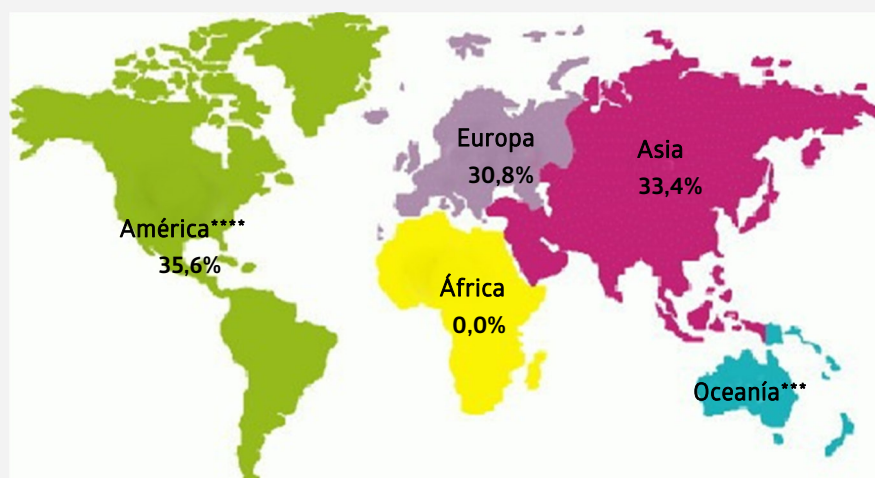 Europa
30,8%
Asia
33,4%
América****
35,6%
África
0,0%
Oceanía***